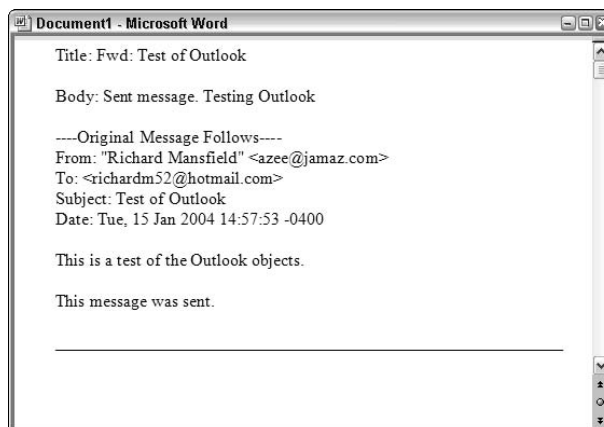 Document1 - Microsoft Word
Title: Fwd: Test of Outlook
Body: Sent message. Testing Outlook
----Original Message Follows----
From: "Richard Mansfield" <azee@jamaz.com>
To: <richardm52@hotmail.com>
Subject: Test of Outlook
Date: Tue, 15 Jan 2004 14:57:53 -0400
This is a test of the Outlook objects.
This message was sent.